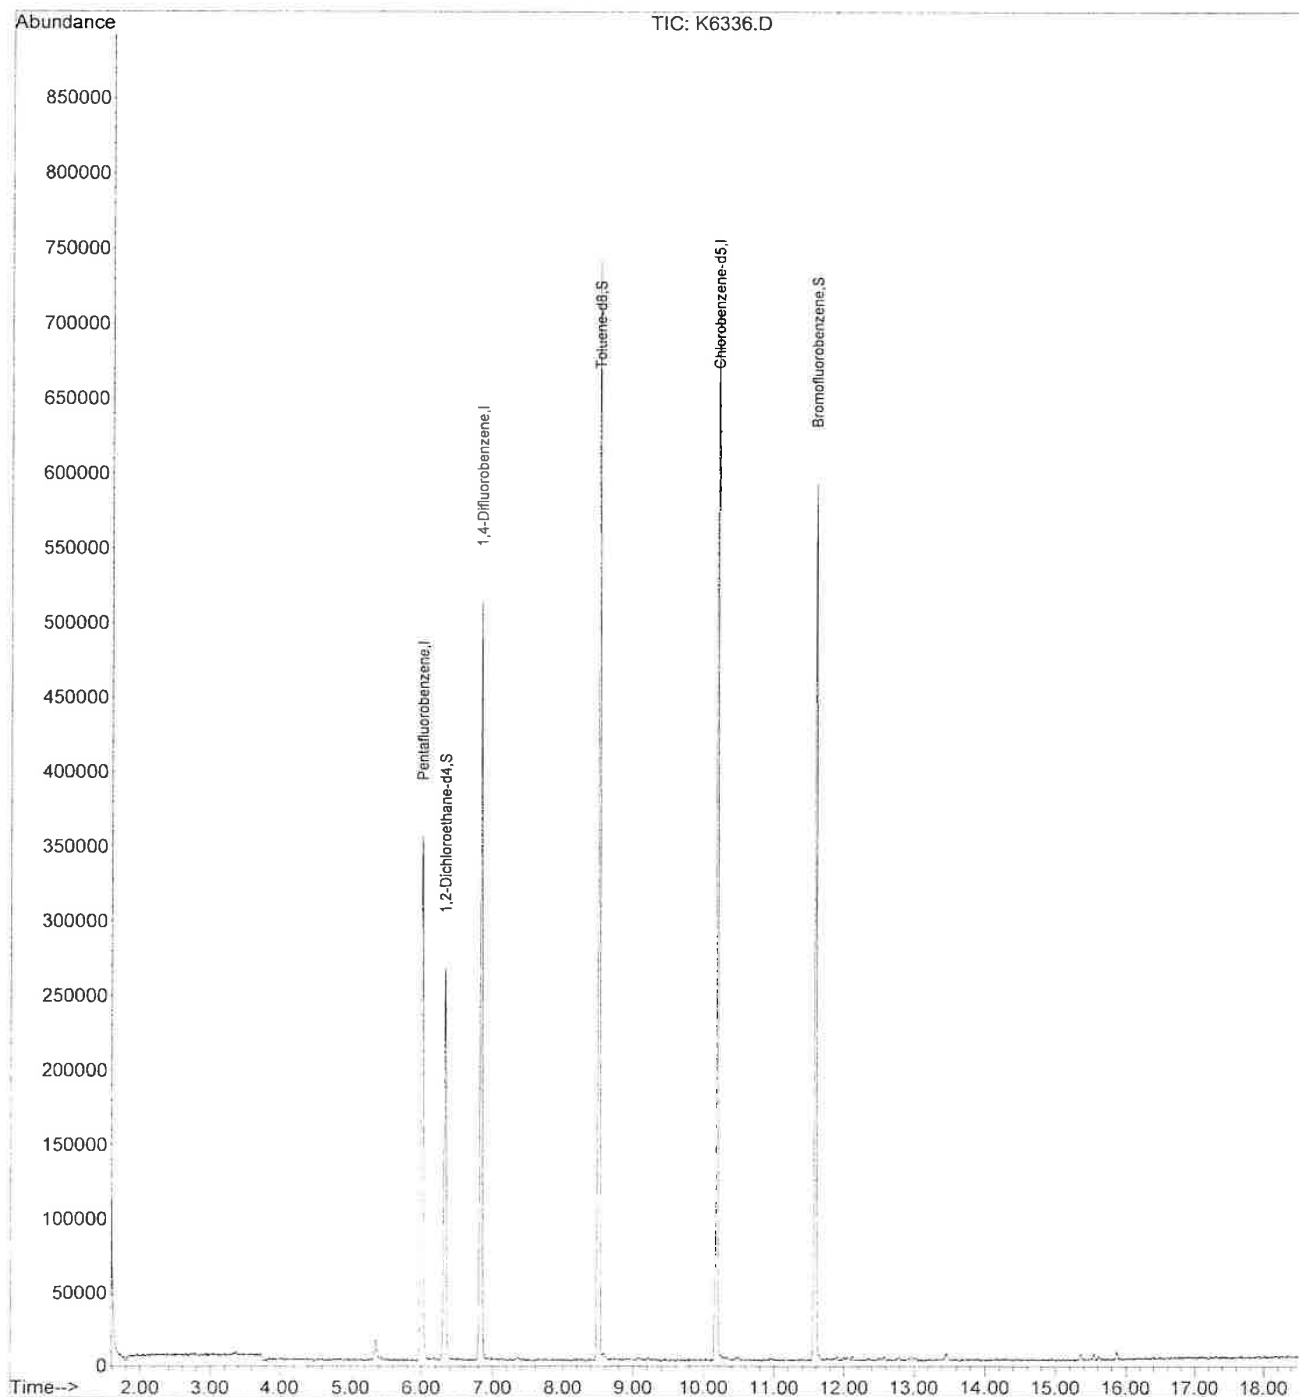 Abundance
TIC: K6336.D
850000
800000
750000
700000
650000
600000
550000
500000
450000
400000
350000
300000
250000
200000
150000
100000
50000
0
Pentafluorobenzene,I
1,2-Dichloroethane-d4,S
1,4-Difluorobenzene,I
Toluene-d8,S
Chlorobenzene-d5,I
Bromofluorobenzene,S
Time--> 2.00 3.00 4.00 5.00 6.00 7.00 8.00 9.00 10.00 11.00 12.00 13.00 14.00 15.00 16.00 17.00 18.00